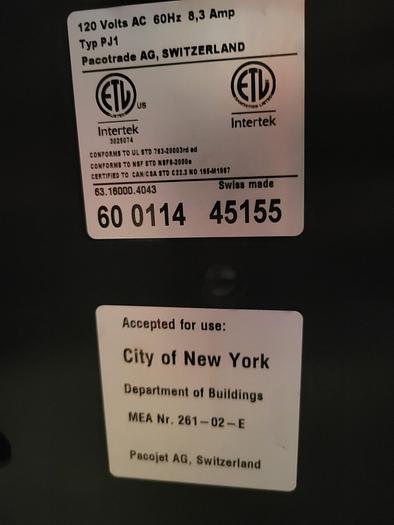 120 Volts AC 60Hz 8,3 Amp
Typ PJ1
Pacotrade AG, SWITZERLAND
ETL US
ETL
Intertek
Intertek
3025074
CONFORMS TO UL STD 763-20003rd ed
CONFORMS TO NSF STD NSF8-2000e
CERTIFIED TO CAN/CSA STD C22.2 NO 195-M1987
63.16000.4043 Swiss made
60 0114 45155
Accepted for use:
City of New York
Department of Buildings
MEA Nr. 261-02-E
Pacojet AG, Switzerland